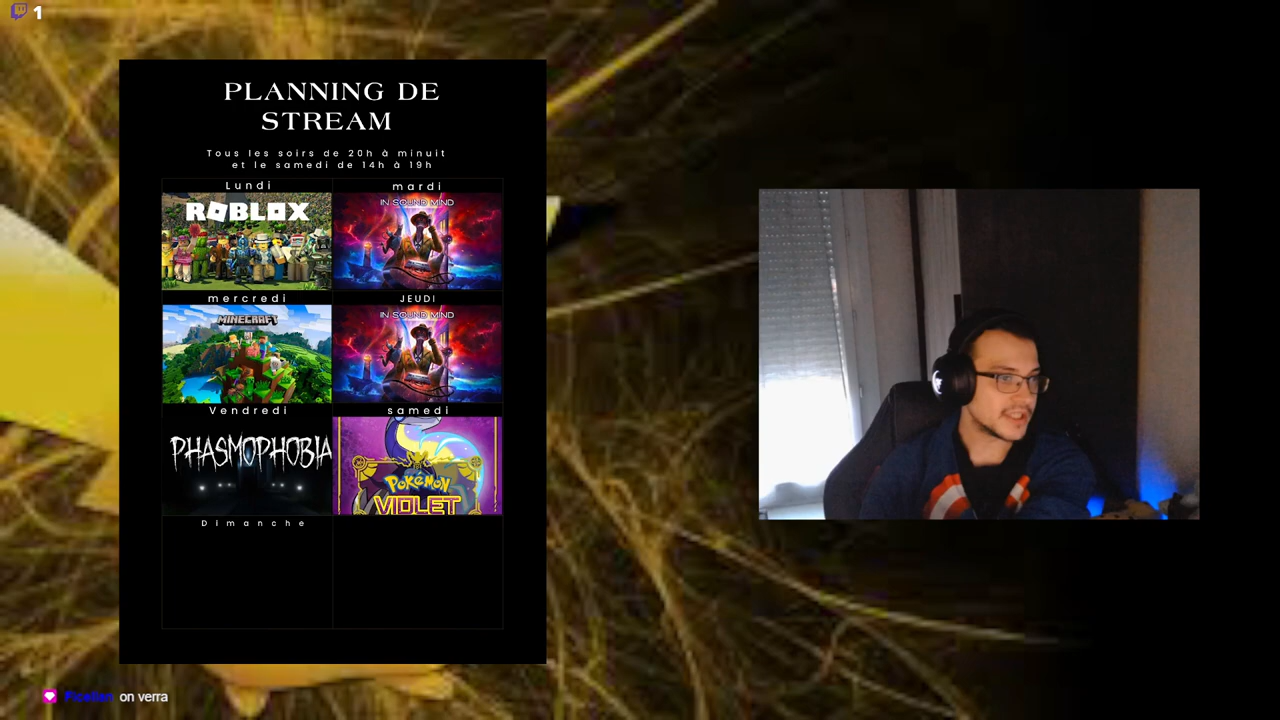 1
PLANNING DE
STREAM
Tous les soirs de 20h à minuit
et le samedi de 14h à 19h
Lundi
mardi
ROBLOX
IN SOUND MIND
mercredi
JEUDI
MINECRAFT
IN SOUND MIND
Vendredi
samedi
PHASMOPHOBIA
POKÉMON
VIOLET
Dimanche
on verra